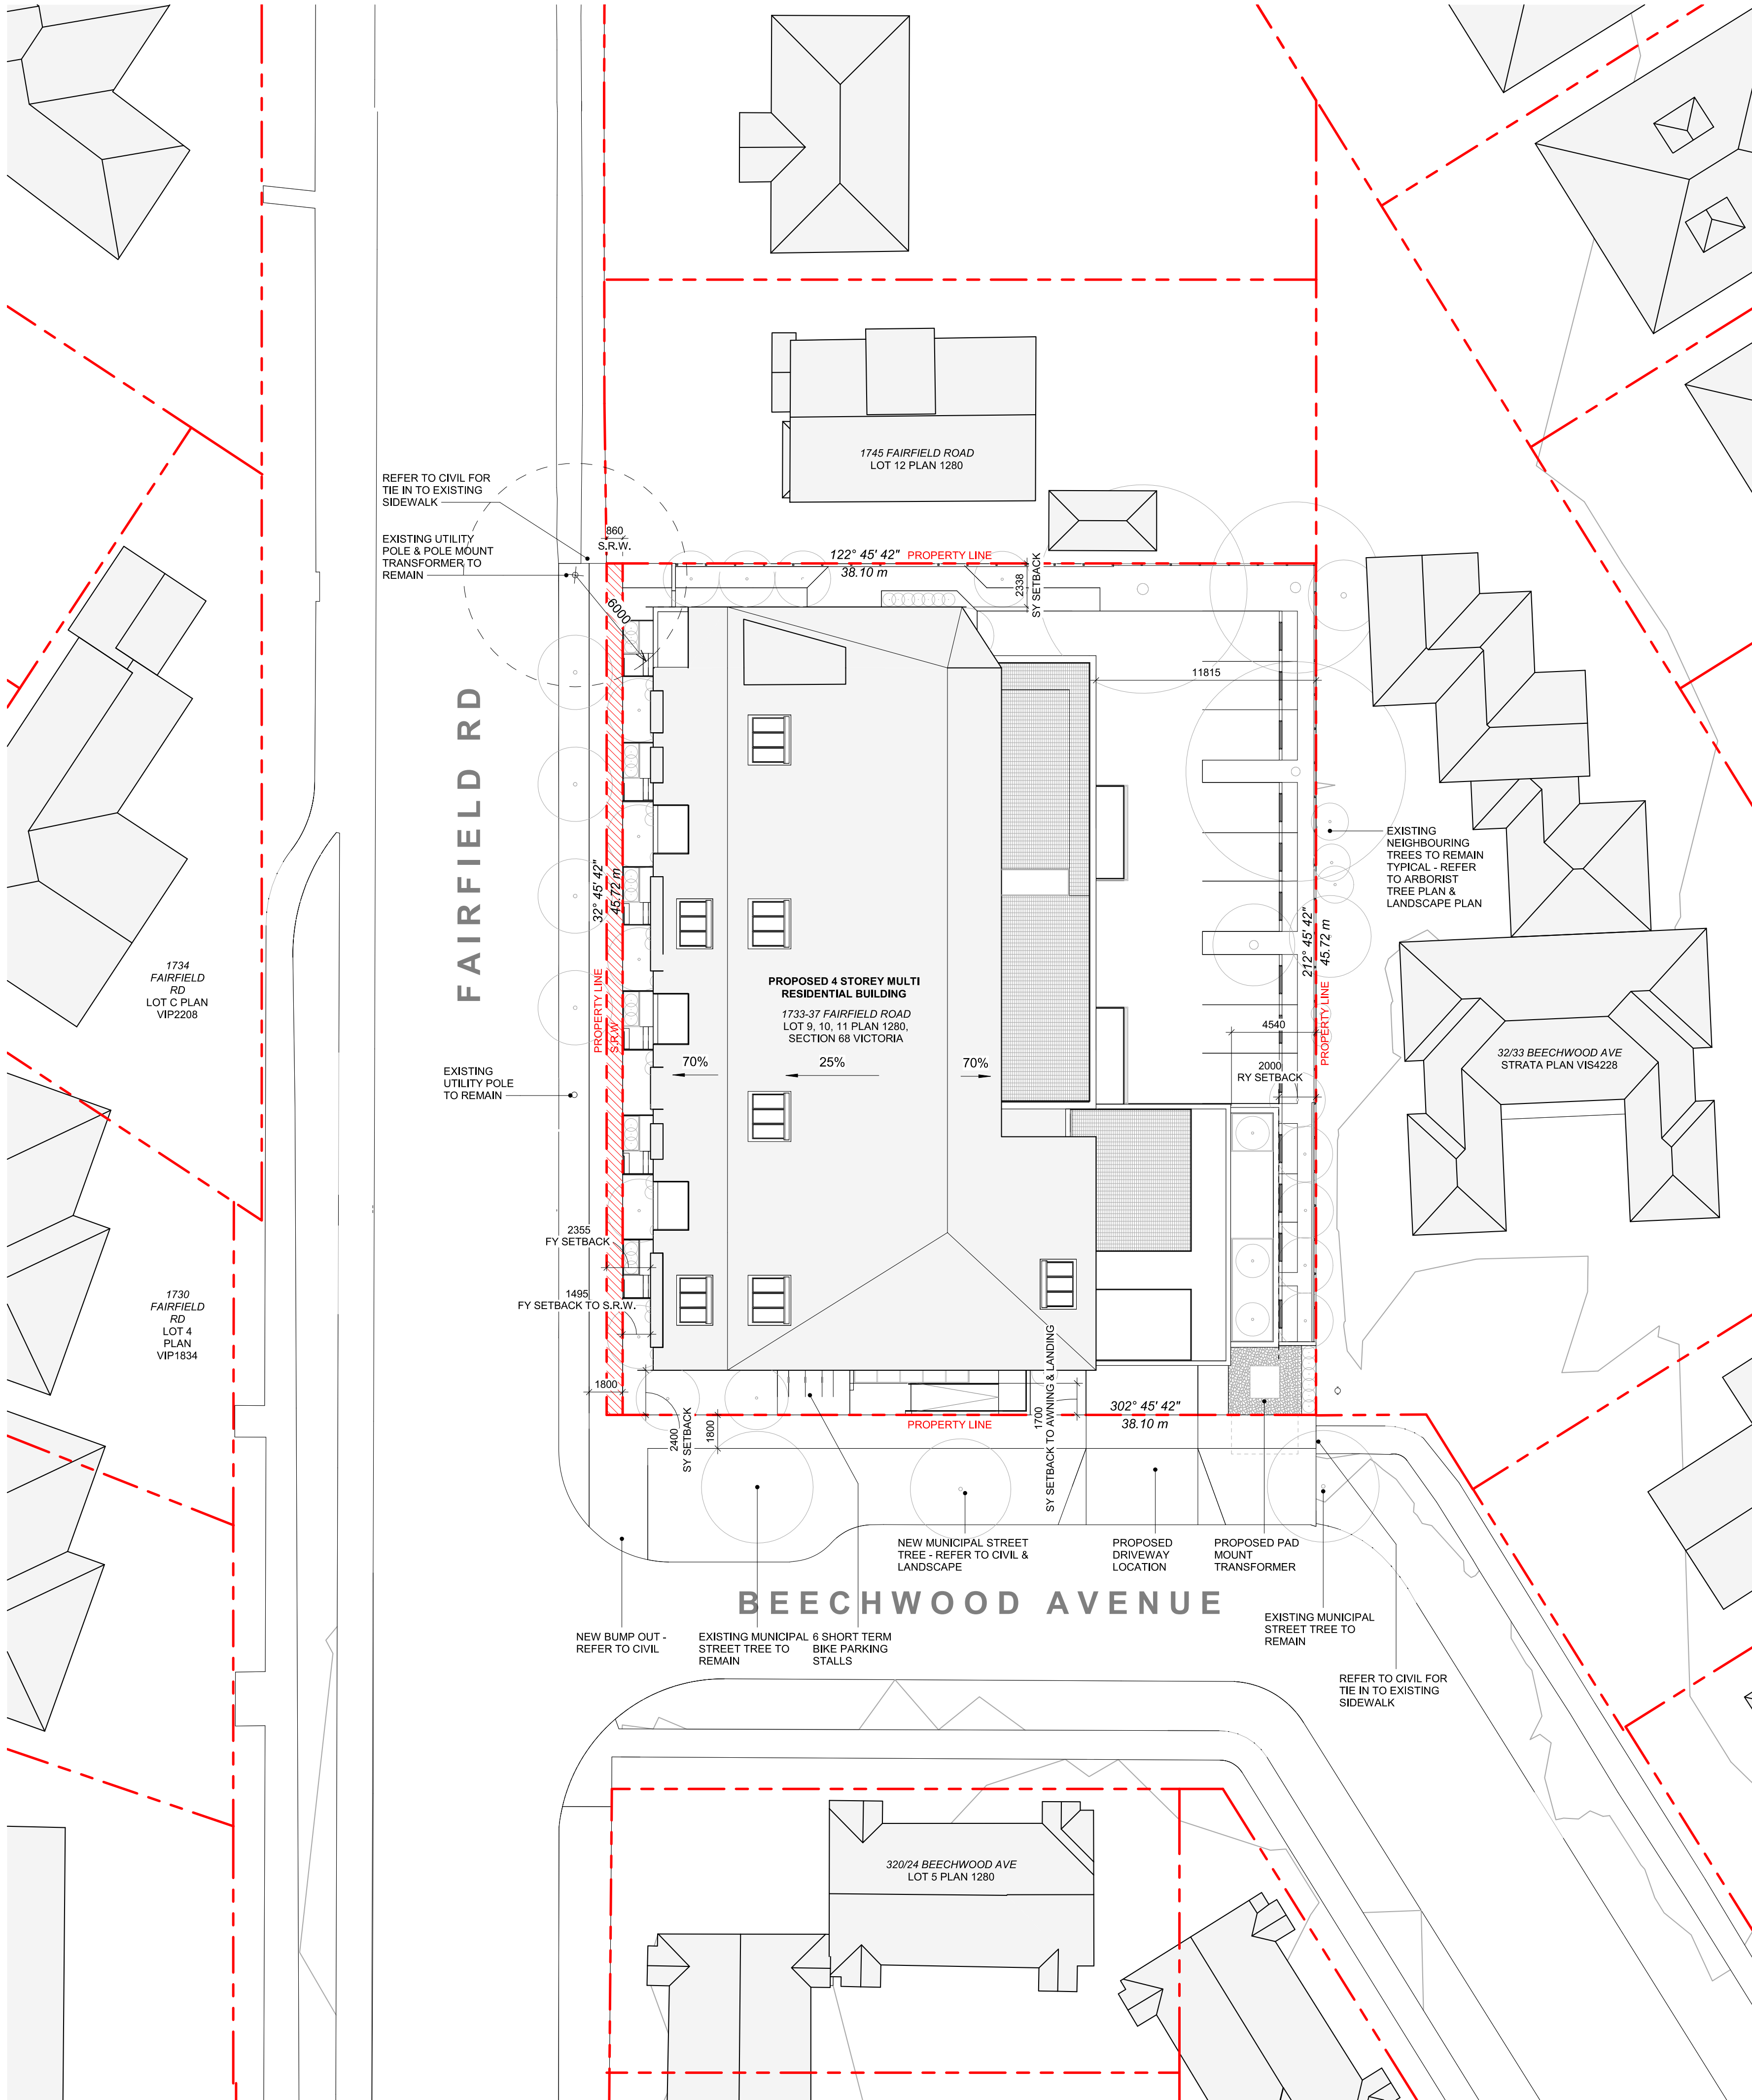 1745 FAIRFIELD ROAD
LOT 12 PLAN 1280
REFER TO CIVIL FOR
TIE IN TO EXISTING
SIDEWALK
EXISTING UTILITY
POLE & POLE MOUNT
TRANSFORMER TO
REMAIN
860
S.R.W.
122° 45' 42" PROPERTY LINE
38.10 m
2338
SY SETBACK
6000
11815
FAIRFIELD RD
32° 45' 42"
45.72 m
PROPERTY LINE
S.R.W.
EXISTING
NEIGHBOURING
TREES TO REMAIN
TYPICAL - REFER
TO ARBORIST
TREE PLAN &
LANDSCAPE PLAN
212° 45' 42"
45.72 m
PROPERTY LINE
1734
FAIRFIELD
RD
LOT C PLAN
VIP2208
PROPOSED 4 STOREY MULTI
RESIDENTIAL BUILDING
1733-37 FAIRFIELD ROAD
LOT 9, 10, 11 PLAN 1280,
SECTION 68 VICTORIA
70%
25%
70%
4540
2000
RY SETBACK
32/33 BEECHWOOD AVE
STRATA PLAN VIS4228
EXISTING
UTILITY POLE
TO REMAIN
2355
FY SETBACK
1495
FY SETBACK TO S.R.W.
1730
FAIRFIELD
RD
LOT 4
PLAN
VIP1834
1800
2400
SY SETBACK
1800
PROPERTY LINE
1700
SY SETBACK TO AWNING & LANDING
302° 45' 42"
38.10 m
NEW MUNICIPAL STREET
TREE - REFER TO CIVIL &
LANDSCAPE
PROPOSED
DRIVEWAY
LOCATION
PROPOSED PAD
MOUNT
TRANSFORMER
BEECHWOOD AVENUE
NEW BUMP OUT -
REFER TO CIVIL
EXISTING MUNICIPAL
STREET TREE TO
REMAIN
6 SHORT TERM
BIKE PARKING
STALLS
EXISTING MUNICIPAL
STREET TREE TO
REMAIN
REFER TO CIVIL FOR
TIE IN TO EXISTING
SIDEWALK
320/24 BEECHWOOD AVE
LOT 5 PLAN 1280